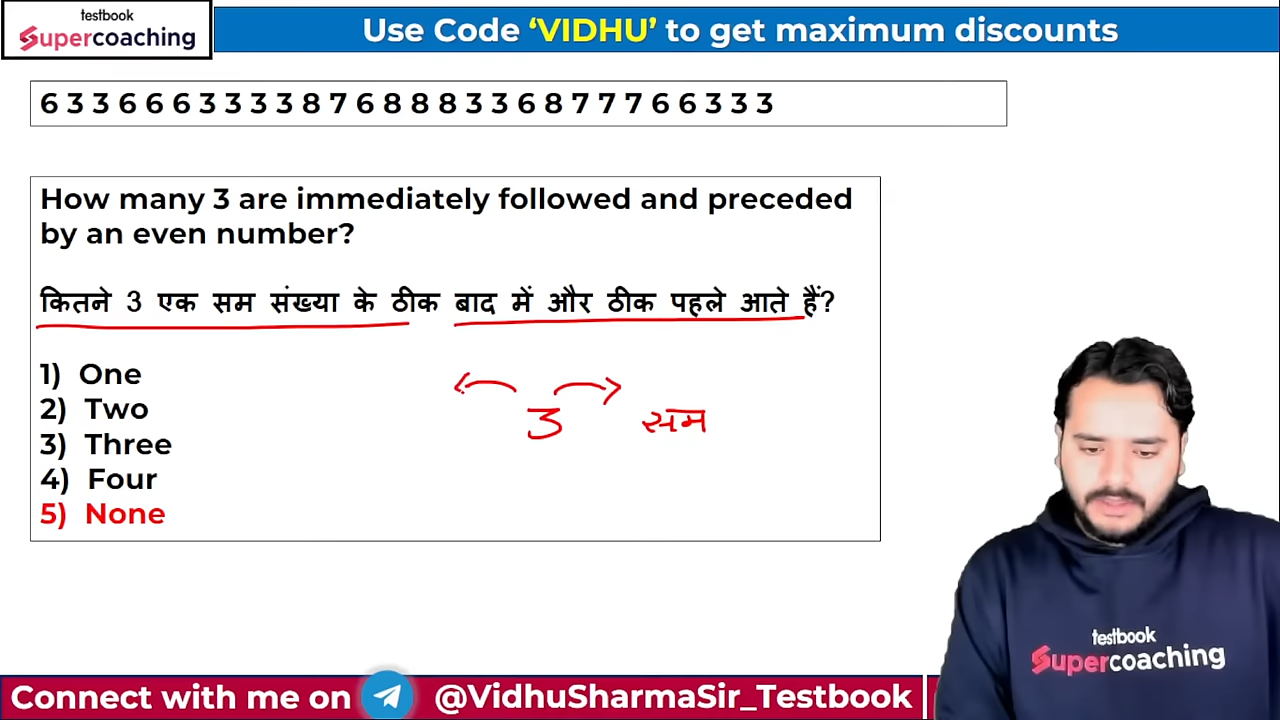 testbook
Supercoaching
Use Code ‘VIDHU’ to get maximum discounts
6 3 3 6 6 6 3 3 3 3 8 7 6 8 8 8 3 3 6 8 7 7 7 6 6 3 3 3
How many 3 are immediately followed and preceded
by an even number?
कितने 3 एक सम संख्या के ठीक बाद में और ठीक पहले आते हैं?
1) One
2) Two
3) Three
4) Four
5) None
3 सम
testbook
Supercoaching
Connect with me on @VidhuSharmaSir_Testbook